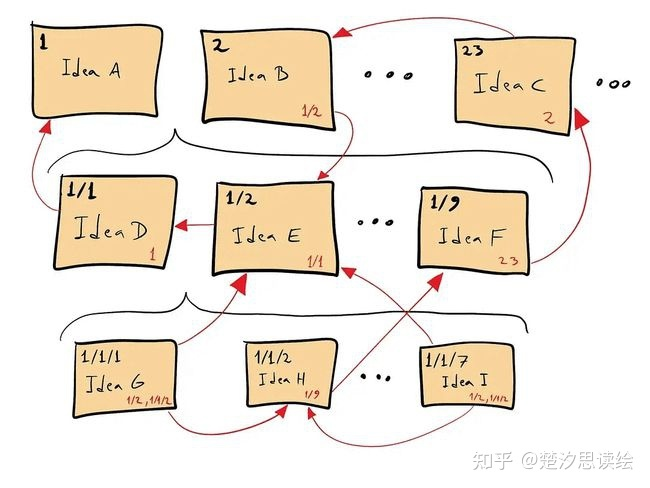 1
Idea A
2
Idea B
1/2
...
23
Idea C
2
...
1/1
Idea D
1
1/2
Idea E
1/1
...
1/9
Idea F
23
1/1/1
Idea G
1/2, 1/1/2
1/1/2
Idea H
1/9
...
1/1/7
Idea I
1/2, 1/1/2
知乎 @楚汐思读绘